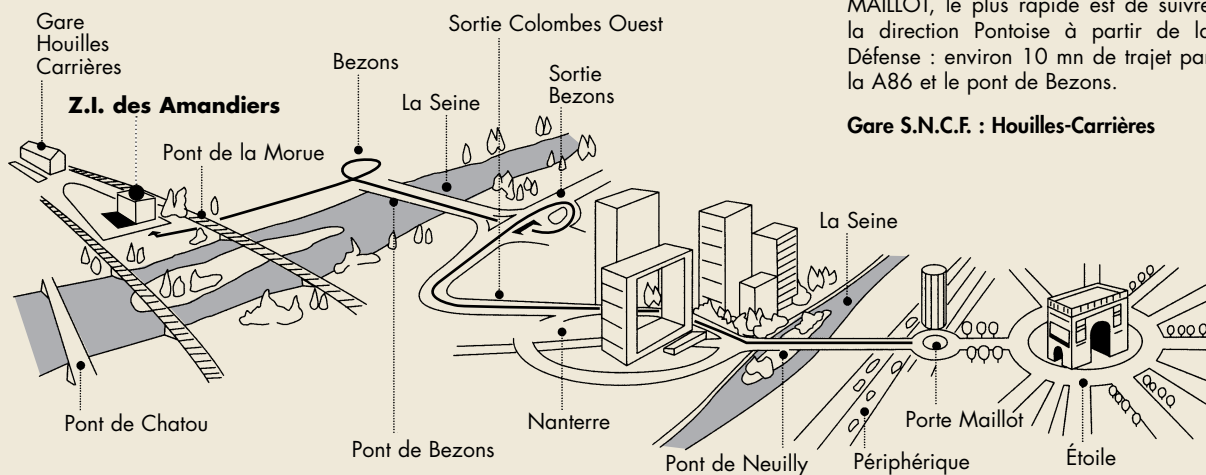 MAILLOT, le plus rapide est de suivre
la direction Pontoise à partir de la
Défense : environ 10 mn de trajet par
la A86 et le pont de Bezons.
Gare S.N.C.F. : Houilles-Carrières
Gare
Houilles
Carrières
Z.I. des Amandiers
Pont de la Morue
Bezons
La Seine
Sortie Colombes Ouest
Sortie
Bezons
La Seine
Pont de Chatou
Pont de Bezons
Nanterre
Pont de Neuilly
Périphérique
Porte Maillot
Étoile